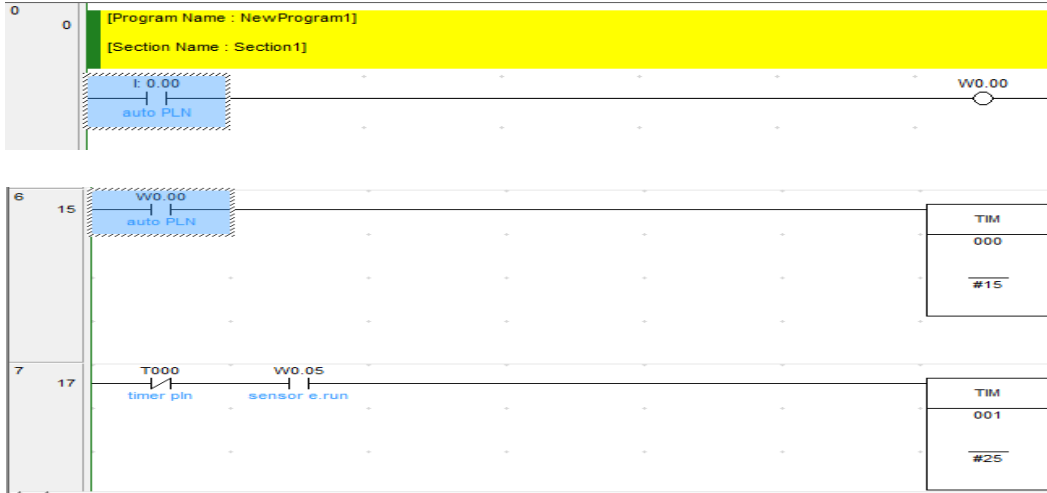 0
0
[Program Name : NewProgram1]
[Section Name : Section1]
I: 0.00
auto PLN
W0.00
6
15
W0.00
auto PLN
TIM
000
#15
7
17
T000
timer pln
W0.05
sensor e.run
TIM
001
#25